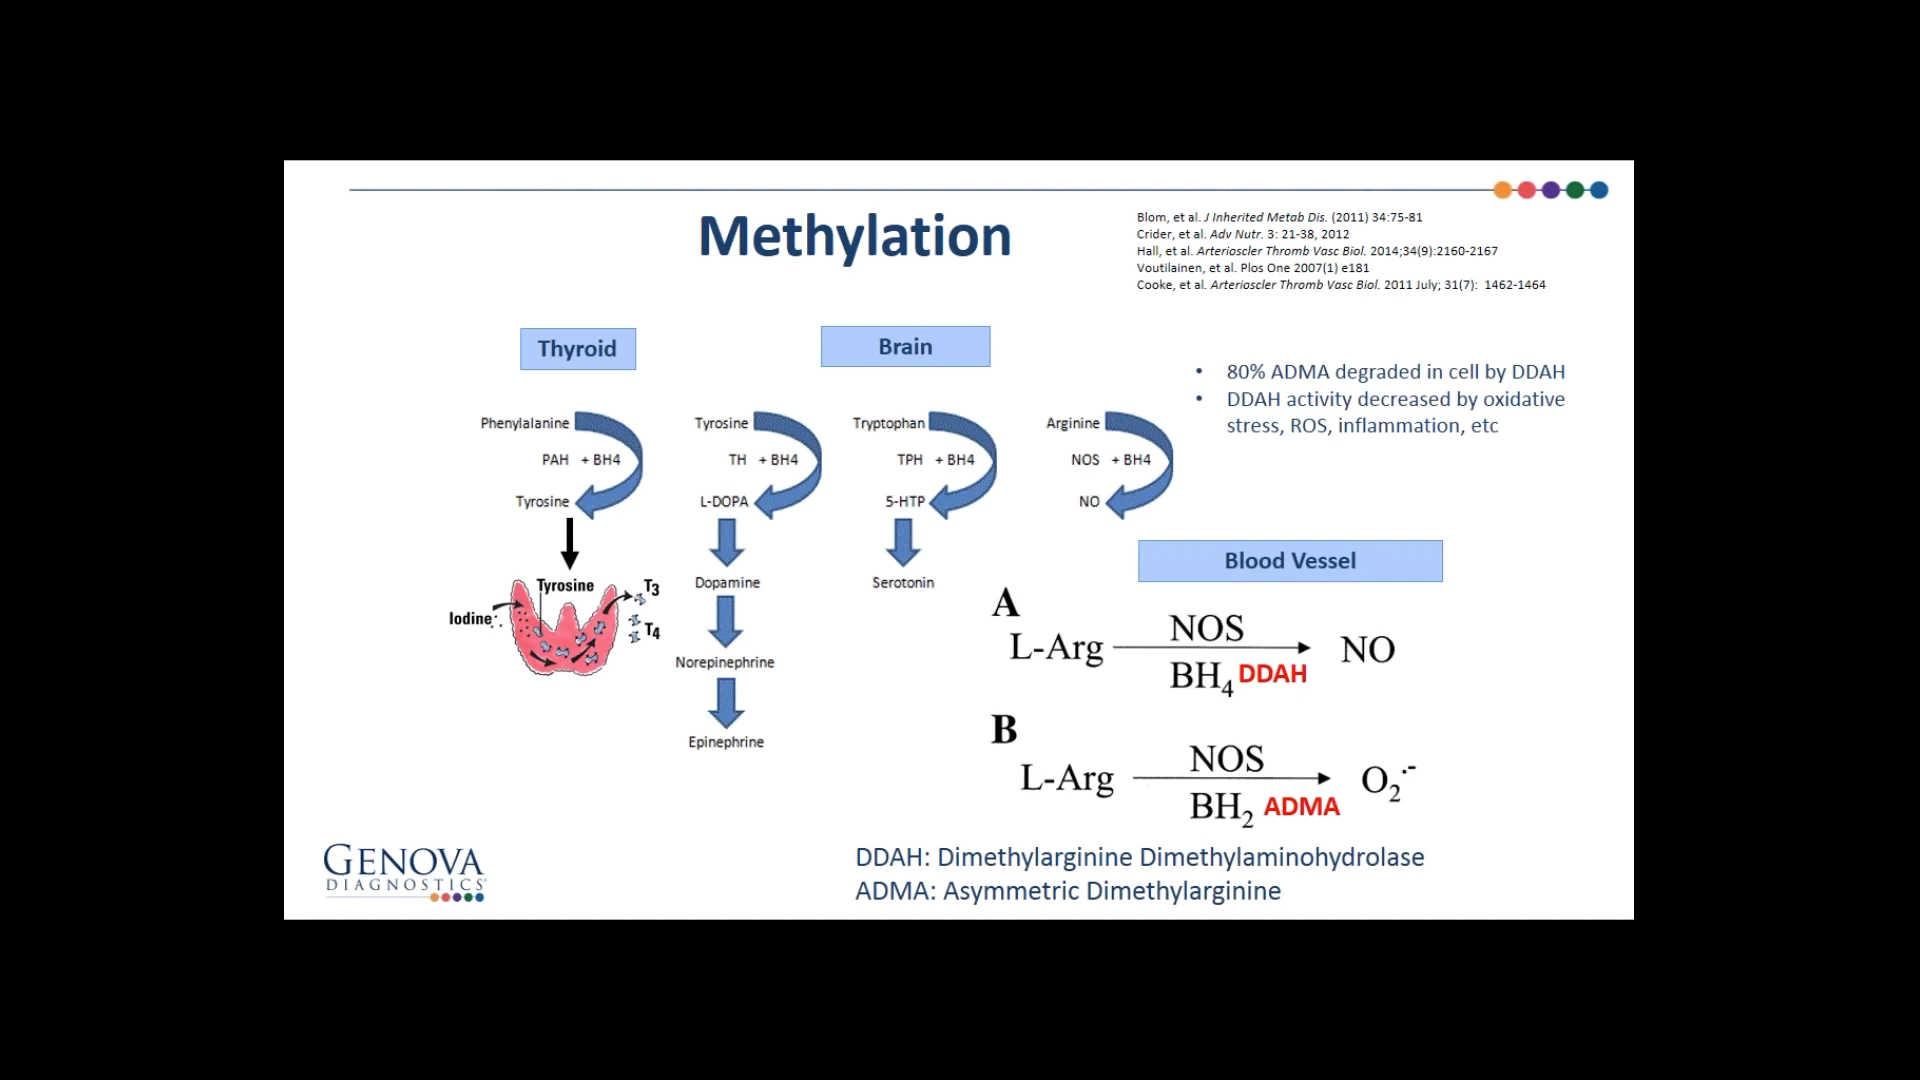 Methylation
Blom, et al. J Inherited Metab Dis. (2011) 34:75-81
Crider, et al. Adv Nutr. 3: 21-38, 2012
Hall, et al. Arterioscler Thromb Vasc Biol. 2014;34(9):2160-2167
Voutilainen, et al. Plos One 2007(1) e181
Cooke, et al. Arterioscler Thromb Vasc Biol. 2011 July; 31(7): 1462-1464
Thyroid
Brain
• 80% ADMA degraded in cell by DDAH
• DDAH activity decreased by oxidative
stress, ROS, inflammation, etc
Phenylalanine
PAH + BH4
Tyrosine
Tyrosine
Iodine
T3
T4
Tyrosine
TH + BH4
L-DOPA
Dopamine
Norepinephrine
Epinephrine
Tryptophan
TPH + BH4
5-HTP
Serotonin
Arginine
NOS + BH4
NO
Blood Vessel
A
L-Arg NOS BH₄ DDAH NO
B
L-Arg NOS BH₂ ADMA O₂·⁻
DDAH: Dimethylarginine Dimethylaminohydrolase
ADMA: Asymmetric Dimethylarginine
GENOVA
DIAGNOSTICS